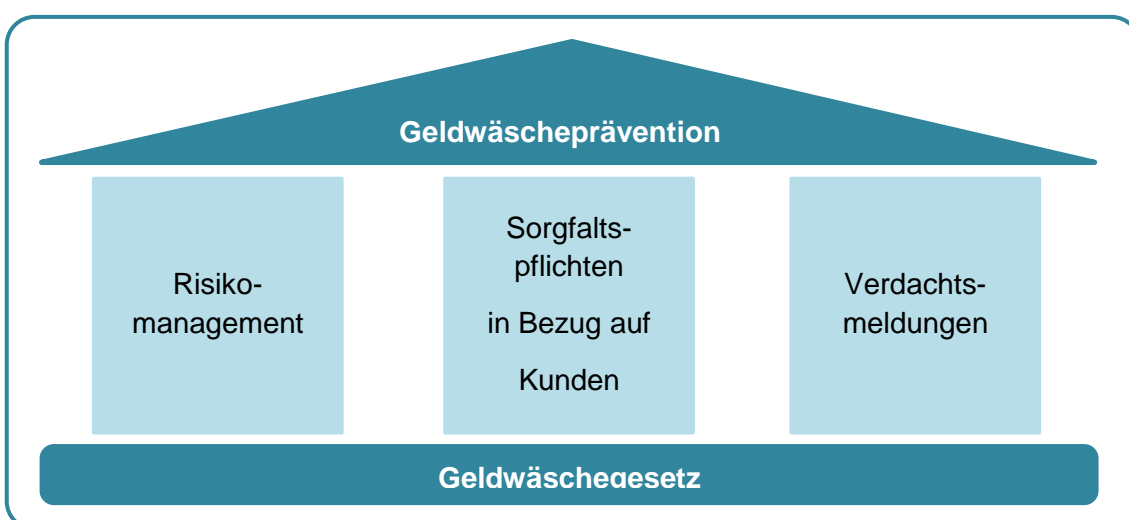 Geldwäscheprävention
Risiko-
management
Sorgfalts-
pflichten
in Bezug auf
Kunden
Verdachts-
meldungen
Geldwäschegesetz